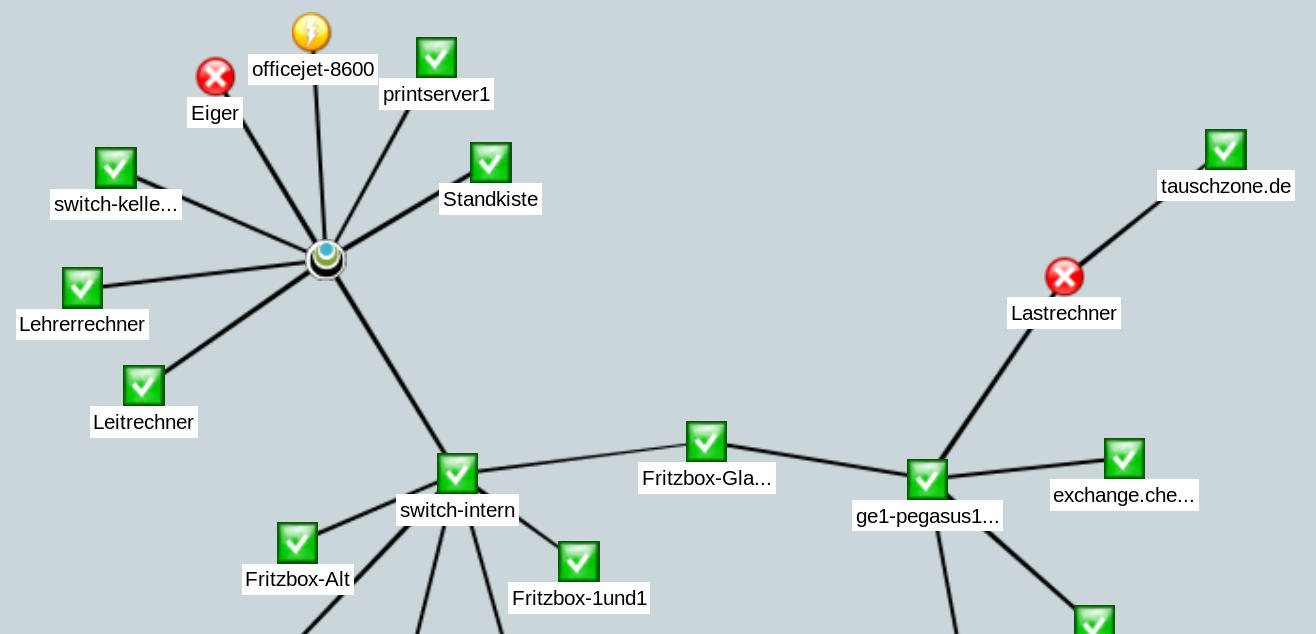 officejet-8600
printserver1
Eiger
tauschzone.de
Standkiste
switch-kelle...
Lastrechner
Lehrerrechner
Leitrechner
Fritzbox-Gla...
exchange.che...
switch-intern
ge1-pegasus1...
Fritzbox-Alt
Fritzbox-1und1